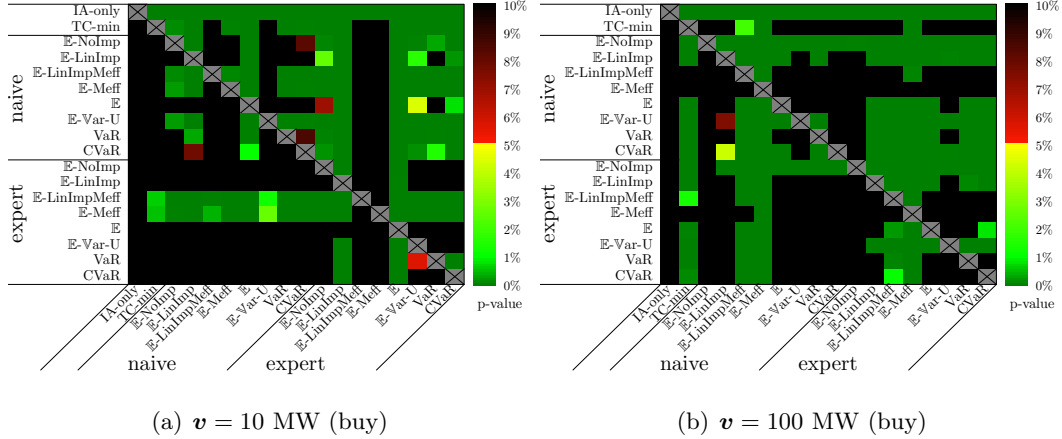 IA-only
TC-min
𝔼-NoImp
𝔼-LinImp
𝔼-LinImpMeff
𝔼-Meff
𝔼
𝔼-Var-U
VaR
CVaR
𝔼-NoImp
𝔼-LinImp
𝔼-LinImpMeff
𝔼-Meff
𝔼
𝔼-𝕍ar-U
VaR
CVaR
naive
expert
IA-only
TC-min
𝔼-NoImp
𝔼-LinImp
𝔼-LinImpMeff
𝔼-Meff
𝔼
𝔼-Var-U
VaR
CVaR
𝔼-NoImp
𝔼-LinImp
𝔼-LinImpMeff
𝔼-Meff
𝔼
𝔼-Var-U
VaR
CVaR
naive
expert
10%
9%
8%
7%
6%
5%
4%
3%
2%
1%
0%
p-value
(a) v = 10 MW (buy)
IA-only
TC-min
𝔼-NoImp
𝔼-LinImp
𝔼-LinImpMeff
𝔼-Meff
𝔼
𝔼-Var-U
VaR
CVaR
𝔼-NoImp
𝔼-LinImp
𝔼-LinImpMeff
𝔼-Meff
𝔼
𝔼-𝕍ar-U
VaR
CVaR
naive
expert
IA-only
TC-min
𝔼-NoImp
𝔼-LinImp
𝔼-LinImpMeff
𝔼-Meff
𝔼
𝔼-Var-U
VaR
CVaR
𝔼-NoImp
𝔼-LinImp
𝔼-LinImpMeff
𝔼-Meff
𝔼
𝔼-Var-U
VaR
CVaR
naive
expert
10%
9%
8%
7%
6%
5%
4%
3%
2%
1%
0%
p-value
(b) v = 100 MW (buy)